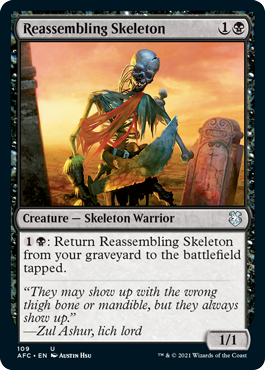 Reassembling Skeleton 1
Creature — Skeleton Warrior
1 : Return Reassembling Skeleton
from your graveyard to the battlefield
tapped.
“They may show up with the wrong
thigh bone or mandible, but they always
show up.”
—Zul Ashur, lich lord
1/1
109 U
AFC • EN Austin Hsu ™ & © 2021 Wizards of the Coast